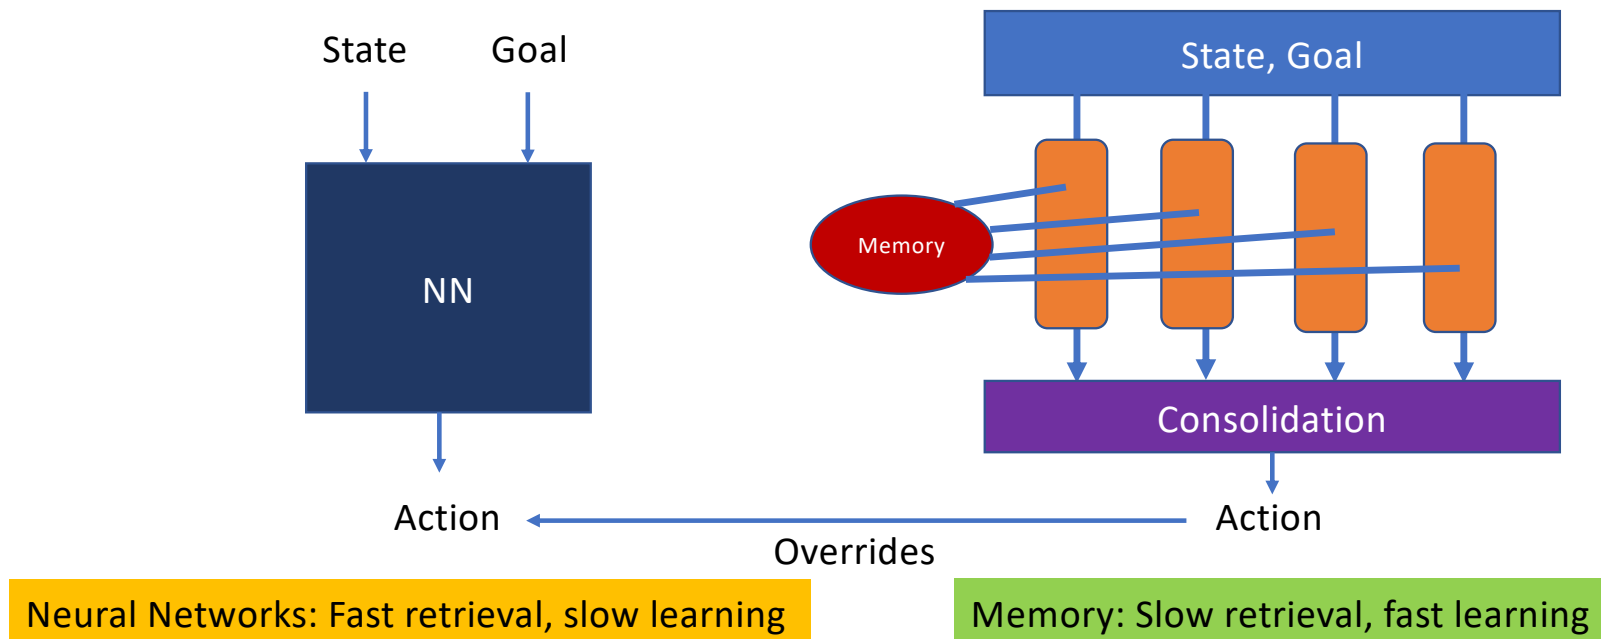 State
Goal
NN
Action
State, Goal
Memory
Consolidation
Action
Overrides
Neural Networks: Fast retrieval, slow learning
Memory: Slow retrieval, fast learning